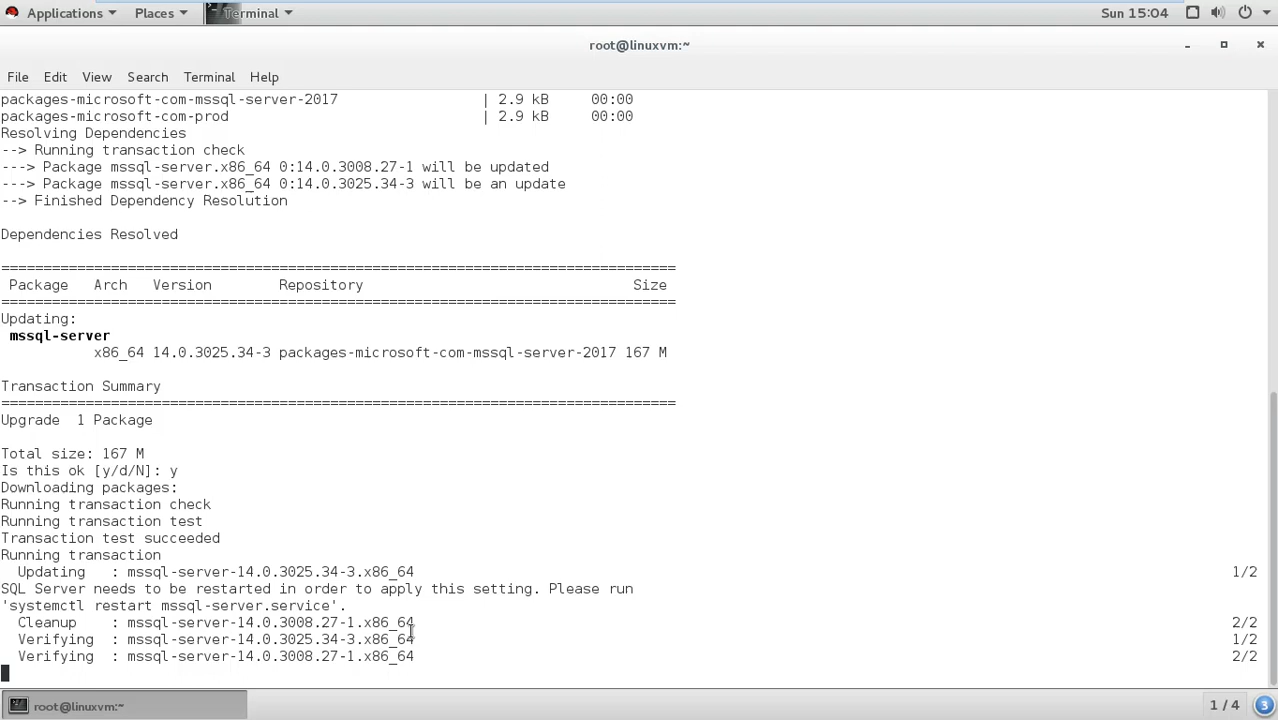 Applications Places Terminal Sun 15:04
root@linuxvm:~
File Edit View Search Terminal Help
packages-microsoft-com-mssql-server-2017 | 2.9 kB 00:00
packages-microsoft-com-prod | 2.9 kB 00:00
Resolving Dependencies
--> Running transaction check
---> Package mssql-server.x86_64 0:14.0.3008.27-1 will be updated
---> Package mssql-server.x86_64 0:14.0.3025.34-3 will be an update
--> Finished Dependency Resolution
Dependencies Resolved
================================================================================
Package Arch Version Repository Size
================================================================================
Updating:
mssql-server
x86_64 14.0.3025.34-3 packages-microsoft-com-mssql-server-2017 167 M
Transaction Summary
================================================================================
Upgrade 1 Package
Total size: 167 M
Is this ok [y/d/N]: y
Downloading packages:
Running transaction check
Running transaction test
Transaction test succeeded
Running transaction
Updating : mssql-server-14.0.3025.34-3.x86_64 1/2
SQL Server needs to be restarted in order to apply this setting. Please run
'systemctl restart mssql-server.service'.
Cleanup : mssql-server-14.0.3008.27-1.x86_64 2/2
Verifying : mssql-server-14.0.3025.34-3.x86_64 1/2
Verifying : mssql-server-14.0.3008.27-1.x86_64 2/2
root@linuxvm:~ 1 / 4 3